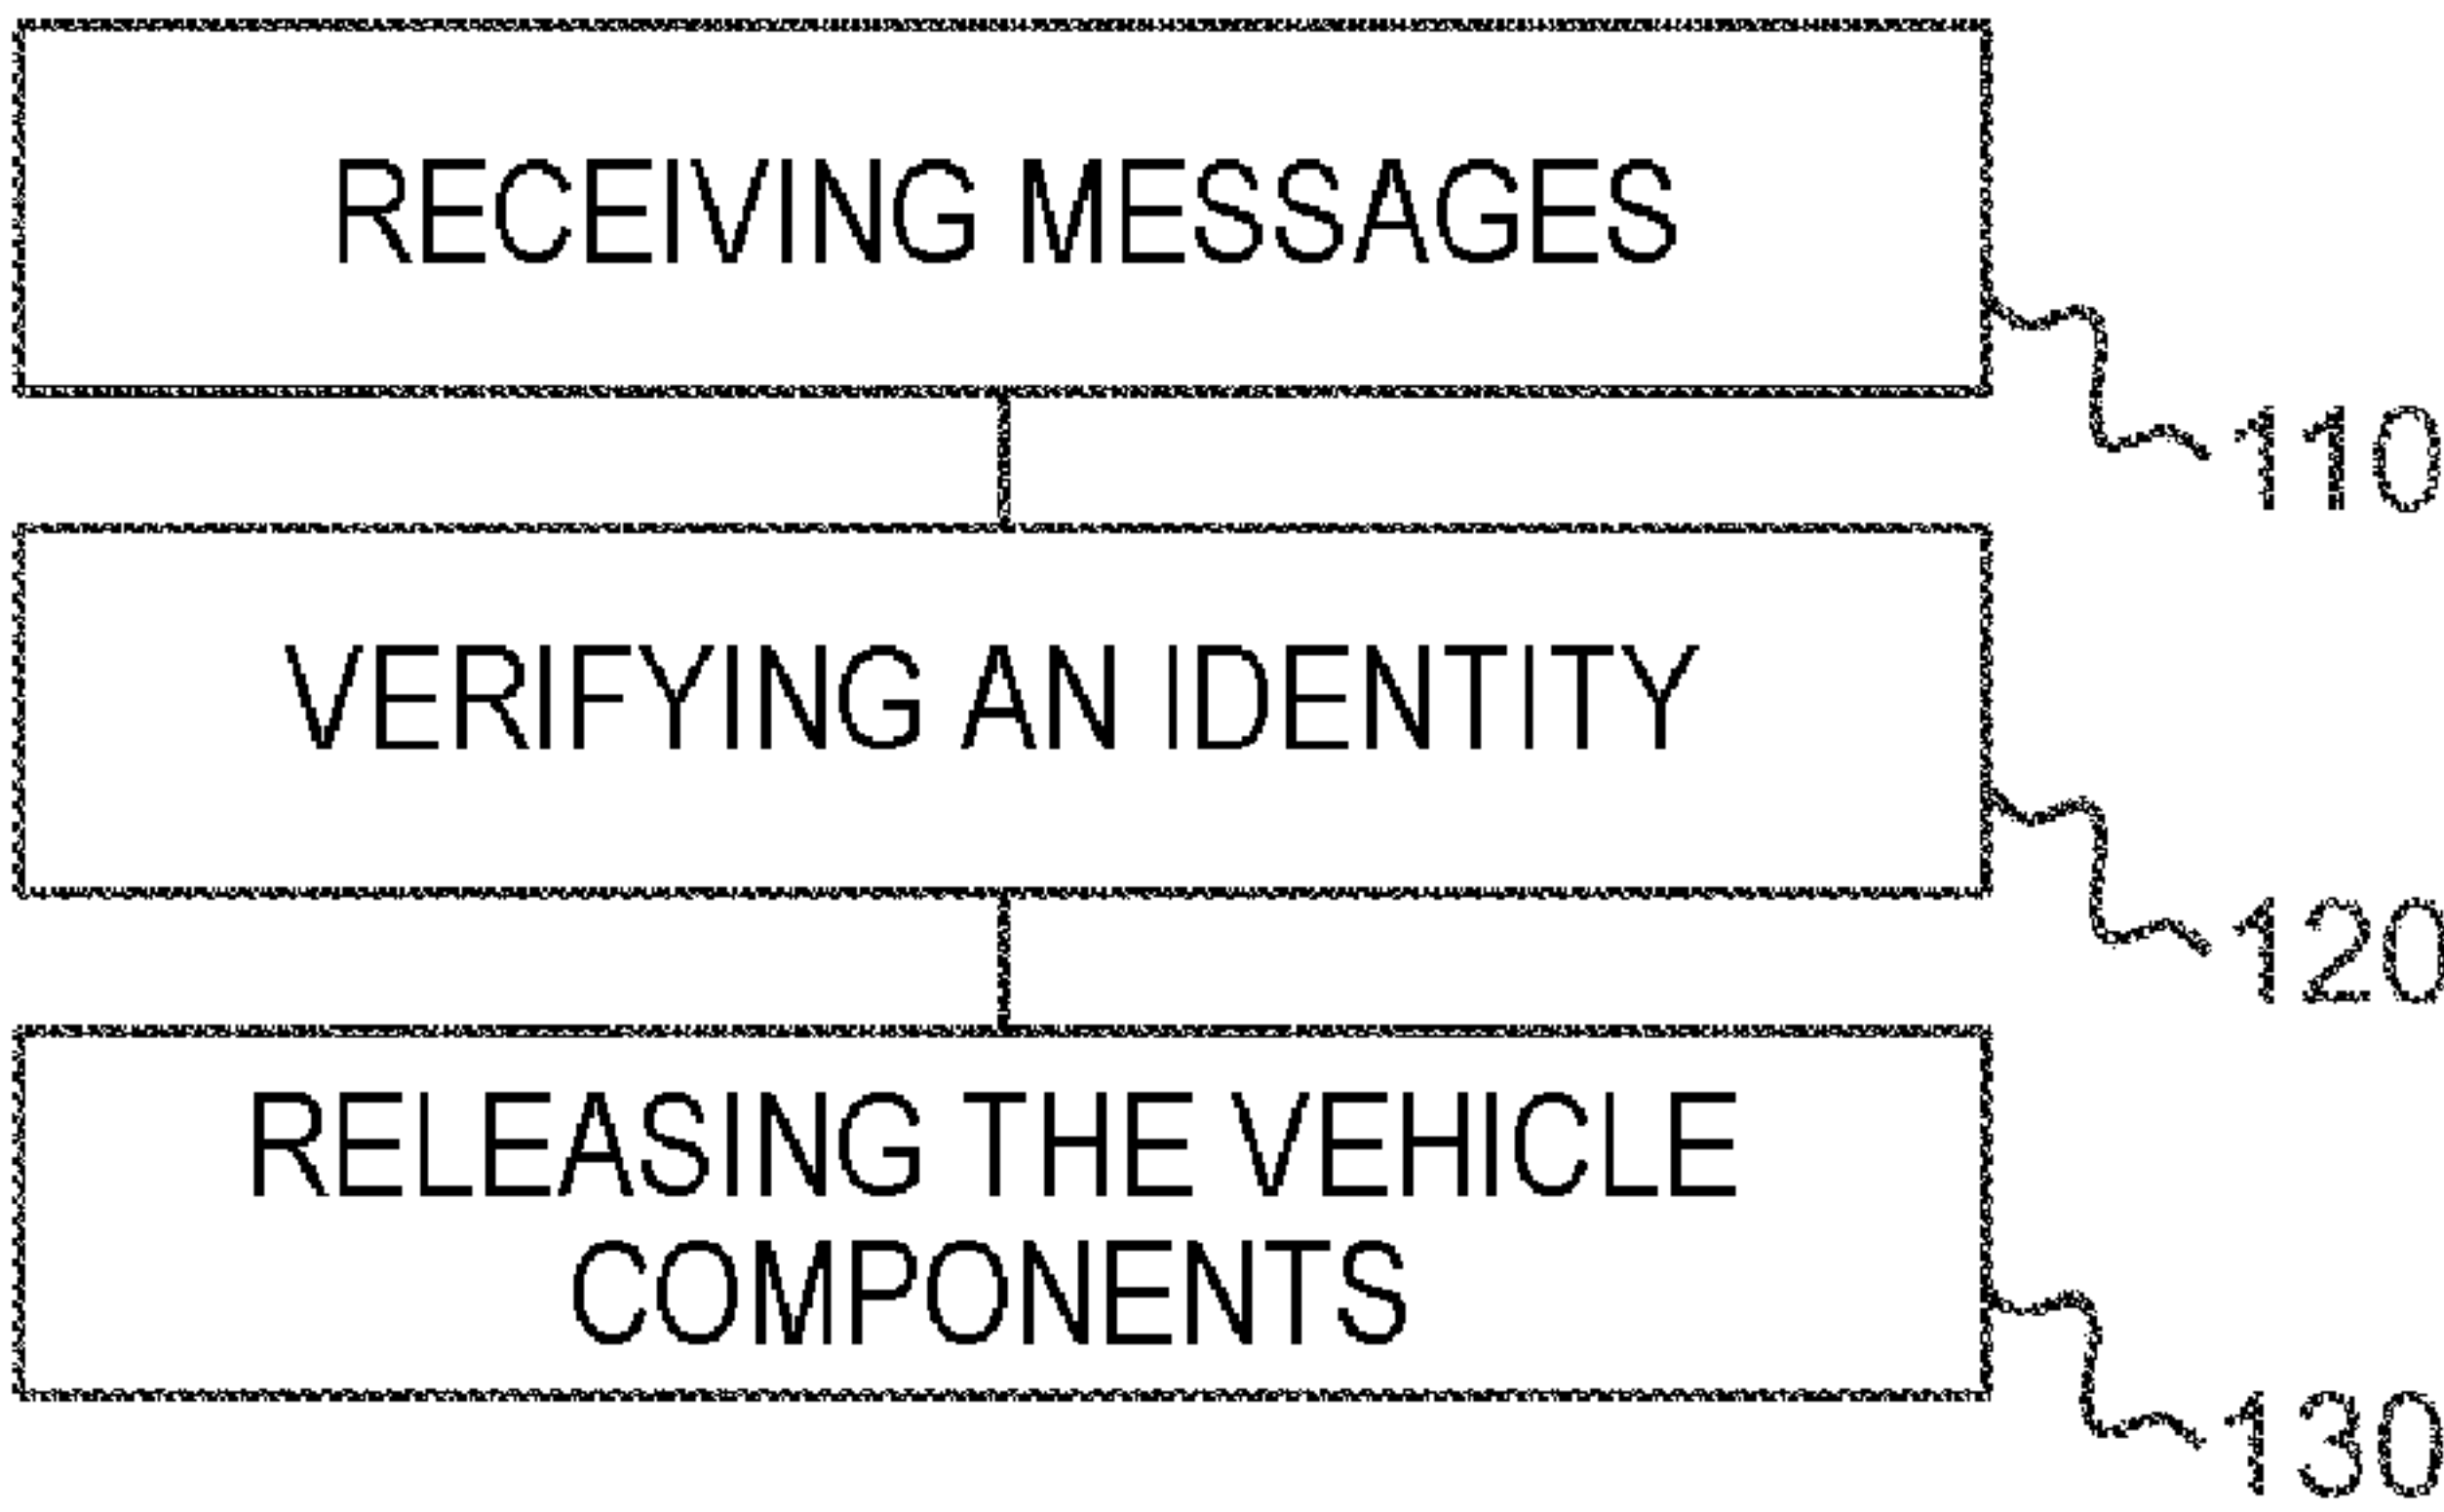 RECEIVING MESSAGES
110
VERIFYING AN IDENTITY
120
RELEASING THE VEHICLE
COMPONENTS
130